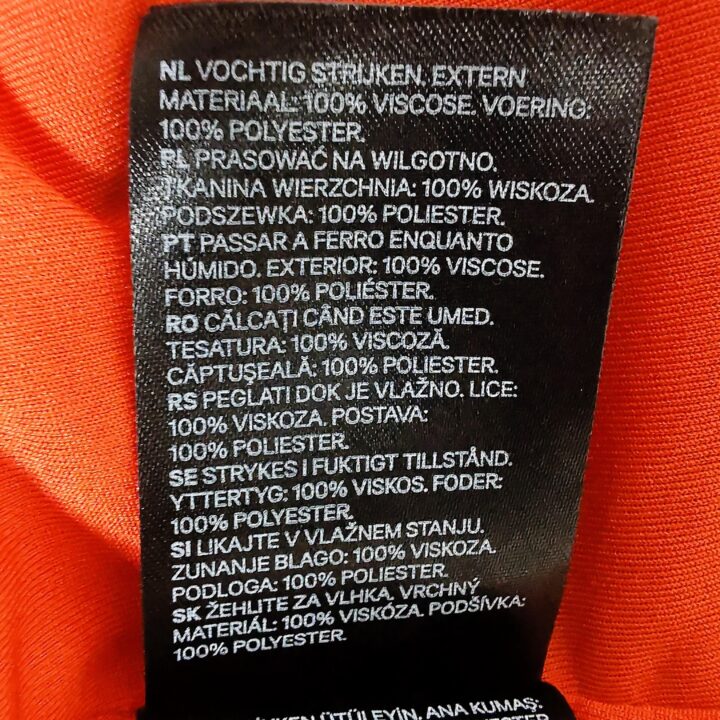 NL VOCHTIG STRIJKEN. EXTERN
MATERIAAL: 100% VISCOSE. VOERING:
100% POLYESTER.
PL PRASOWAĆ NA WILGOTNO.
TKANINA WIERZCHNIA: 100% WISKOZA.
PODSZEWKA: 100% POLIESTER.
PT PASSAR A FERRO ENQUANTO
HÚMIDO. EXTERIOR: 100% VISCOSE.
FORRO: 100% POLIÉSTER.
RO CĂLCAȚI CÂND ESTE UMED.
TESATURA: 100% VISCOZĂ.
CĂPTUȘEALĂ: 100% POLIESTER.
RS PEGLATI DOK JE VLAŽNO. LICE:
100% VISKOZA. POSTAVA:
100% POLIESTER.
SE STRYKES I FUKTIGT TILLSTÅND.
YTTERTYG: 100% VISKOS. FODER:
100% POLYESTER.
SI LIKAJTE V VLAŽNEM STANJU.
ZUNANJE BLAGO: 100% VISKOZA.
PODLOGA: 100% POLIESTER.
SK ŽEHLITE ZA VLHKA. VRCHNÝ
MATERIÁL: 100% VISKÓZA. PODŠÍVKA:
100% POLYESTER.
ÜTÜLEYİN. ANA KUMAŞ: